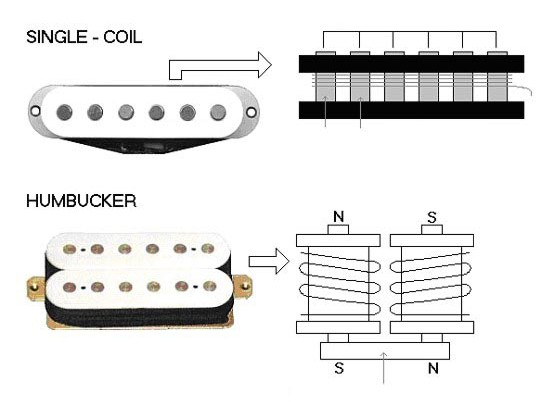 SINGLE - COIL
HUMBUCKER
N S
S N